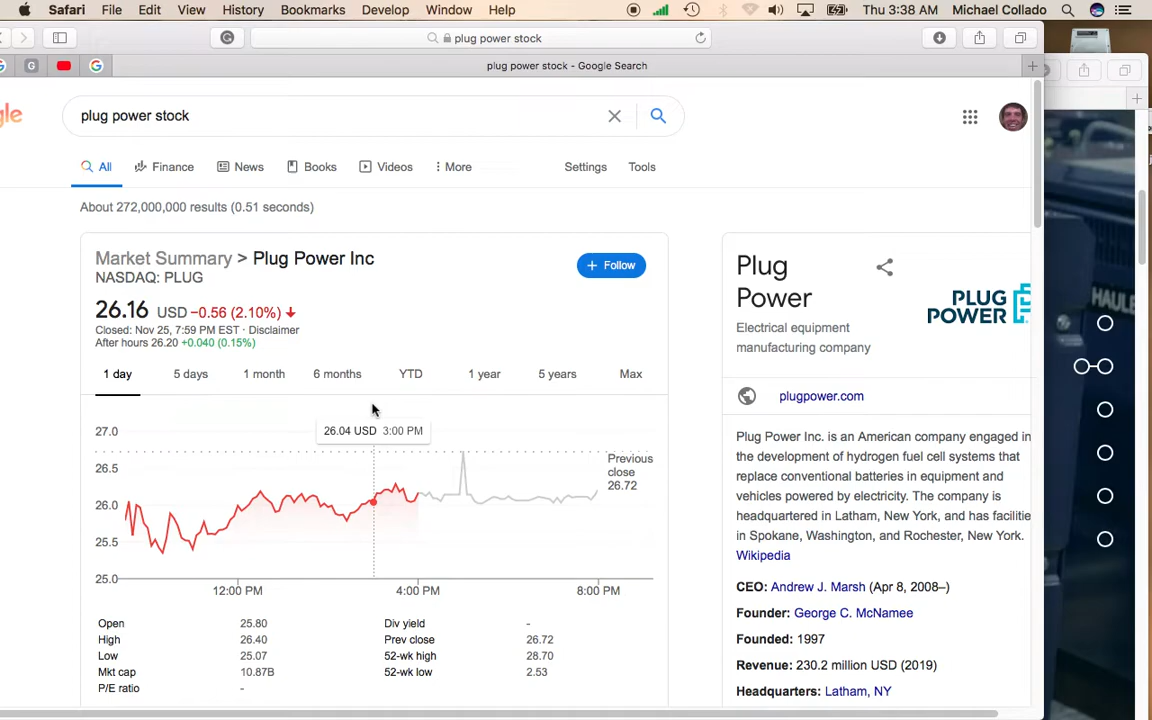 Safari File Edit View History Bookmarks Develop Window Help Thu 3:38 AM Michael Collado
plug power stock
plug power stock - Google Search
gle
plug power stock
All Finance News Books Videos More Settings Tools
About 272,000,000 results (0.51 seconds)
Market Summary > Plug Power Inc
NASDAQ: PLUG
+ Follow
26.16 USD −0.56 (2.10%)
Closed: Nov 25, 7:59 PM EST · Disclaimer
After hours 26.20 +0.040 (0.15%)
1 day 5 days 1 month 6 months YTD 1 year 5 years Max
26.04 USD 3:00 PM
27.0
26.5
26.0
25.5
25.0
Previous
close
26.72
12:00 PM 4:00 PM 8:00 PM
Open 25.80 Div yield -
High 26.40 Prev close 26.72
Low 25.07 52-wk high 28.70
Mkt cap 10.87B 52-wk low 2.53
P/E ratio -
Plug
Power
PLUG
POWER
Electrical equipment
manufacturing company
plugpower.com
Plug Power Inc. is an American company engaged in
the development of hydrogen fuel cell systems that
replace conventional batteries in equipment and
vehicles powered by electricity. The company is
headquartered in Latham, New York, and has facilitie
in Spokane, Washington, and Rochester, New York.
Wikipedia
CEO: Andrew J. Marsh (Apr 8, 2008–)
Founder: George C. McNamee
Founded: 1997
Revenue: 230.2 million USD (2019)
Headquarters: Latham, NY
HAULE